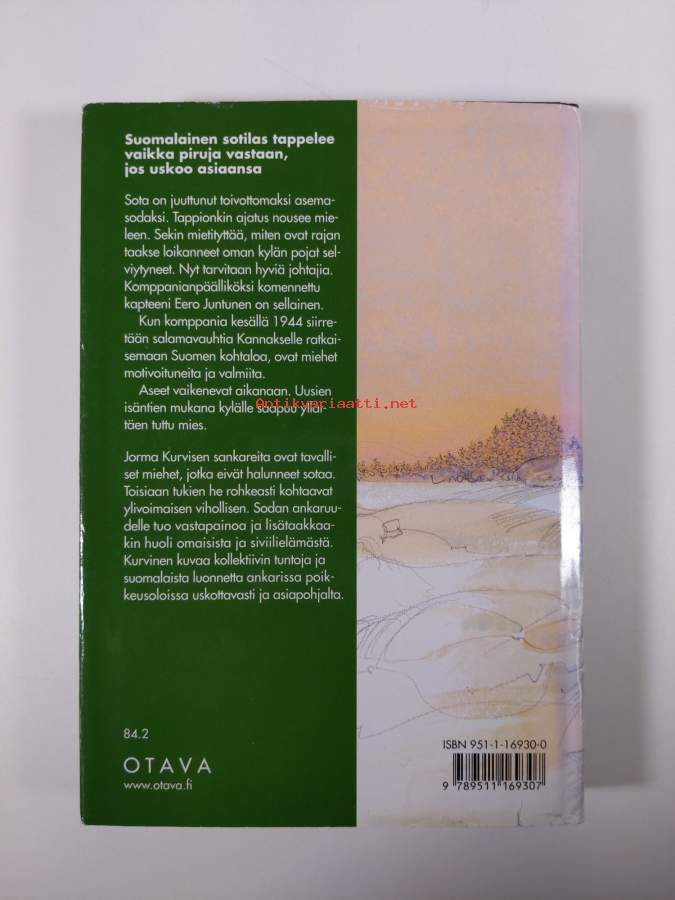 Suomalainen sotilas tappelee
vaikka piruja vastaan,
jos uskoo asiaansa
Sota on juuttunut toivottomaksi asema-
sodaksi. Tappionkin ajatus nousee mie-
leen. Sekin mietityttää, miten ovat rajan
taakse loikanneet oman kylän pojat sel-
viytyneet. Nyt tarvitaan hyviä johtajia.
Komppanianpäälliköksi komennettu
kapteeni Eero Juntunen on sellainen.
Kun komppania kesällä 1944 siirre-
tään salamavauhtia Kannakselle ratkai-
semaan Suomen kohtaloa, ovat miehet
motivoituneita ja valmiita.
Aseet vaikenevat aikanaan. Uusien
isäntien mukana kylälle saapuu yllät-
täen tuttu mies.
Antikvariaatti.net
Jorma Kurvisen sankareita ovat tavalli-
set miehet, jotka eivät halunneet sotaa.
Toisiaan tukien he rohkeasti kohtaavat
ylivoimaisen vihollisen. Sodan ankaruu-
delle tuo vastapainoa ja lisätaakkaa-
kin huoli omaisista ja siviilielämästä.
Kurvinen kuvaa kollektiivin tuntoja ja
suomalaista luonnetta ankarissa poik-
keusoloissa uskottavasti ja asiapohjalta.
84.2
OTAVA
www.otava.fi
ISBN 951-1-16930-0
9 789511 169307